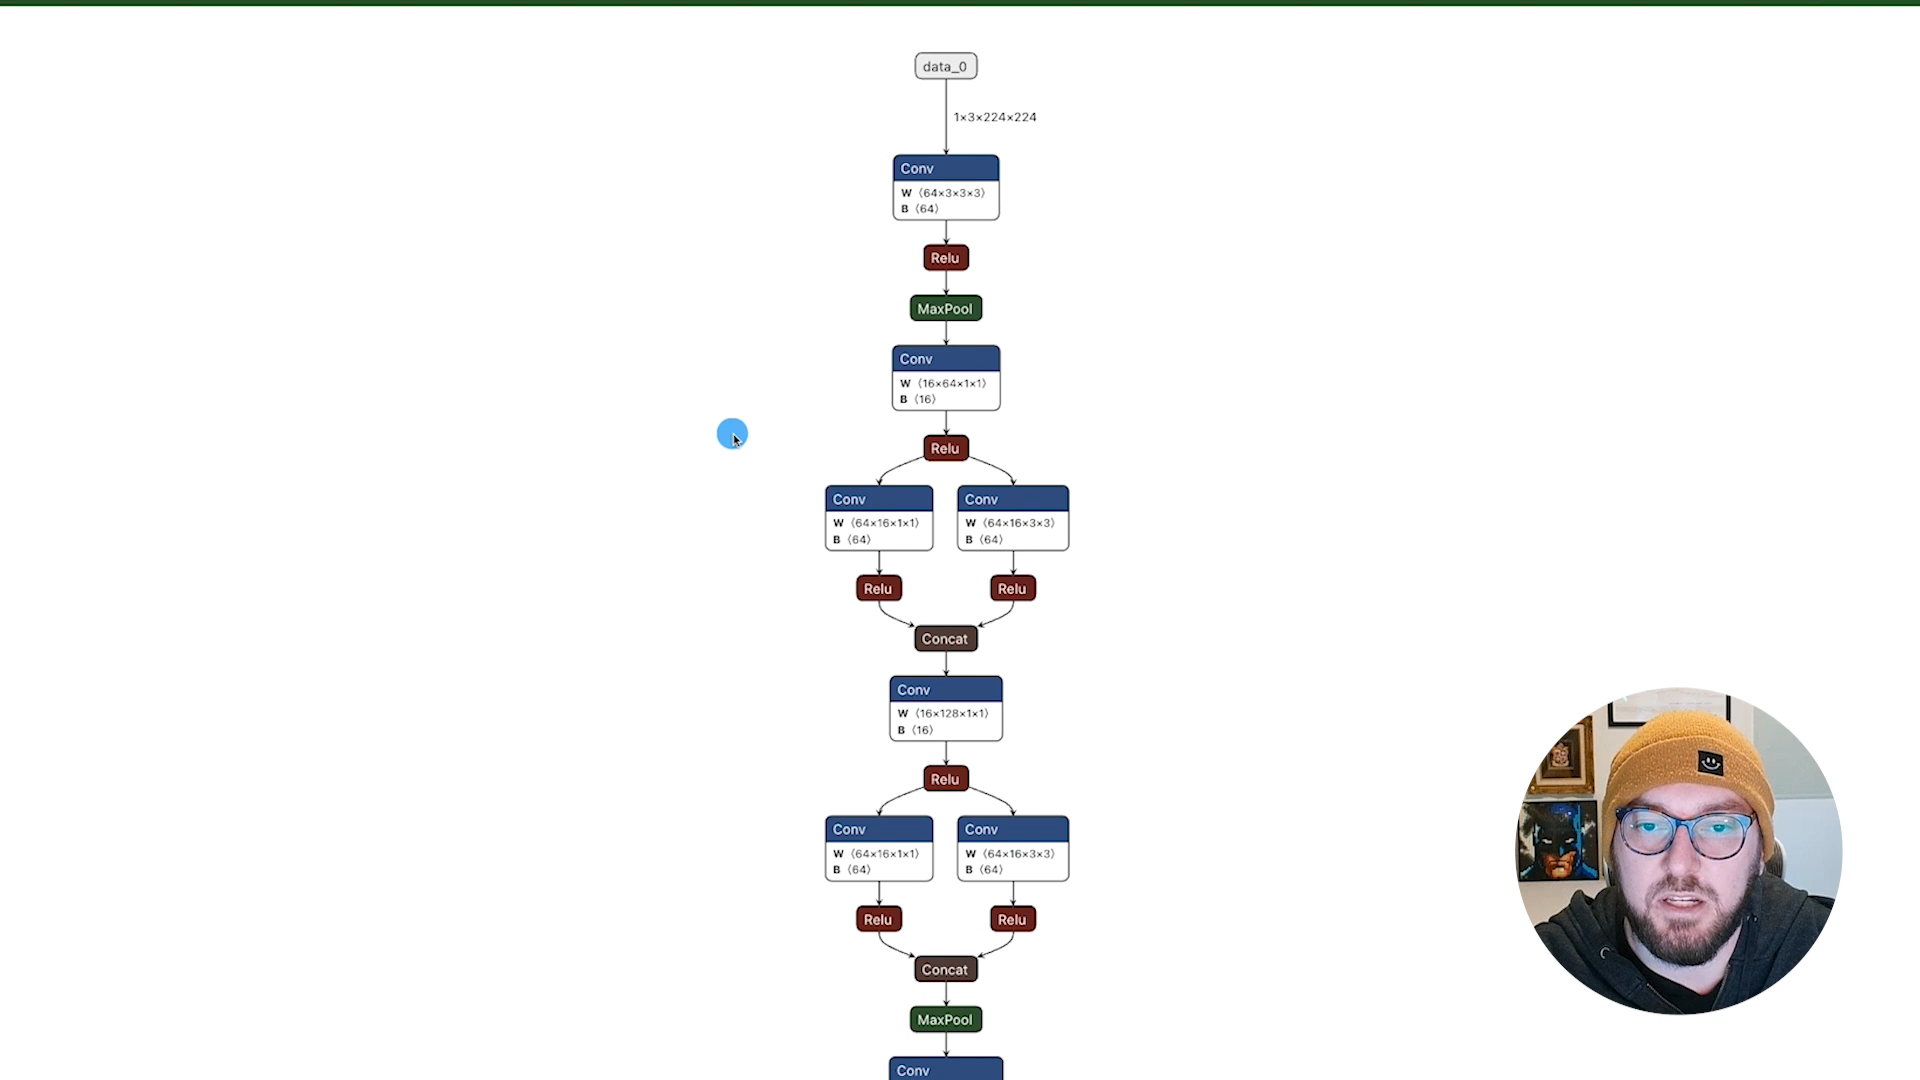 data_0
1×3×224×224
Conv
W ⟨64×3×3×3⟩
B ⟨64⟩
Relu
MaxPool
Conv
W ⟨16×64×1×1⟩
B ⟨16⟩
Relu
Conv
W ⟨64×16×1×1⟩
B ⟨64⟩
Conv
W ⟨64×16×3×3⟩
B ⟨64⟩
Relu
Relu
Concat
Conv
W ⟨16×128×1×1⟩
B ⟨16⟩
Relu
Conv
W ⟨64×16×1×1⟩
B ⟨64⟩
Conv
W ⟨64×16×3×3⟩
B ⟨64⟩
Relu
Relu
Concat
MaxPool
Conv